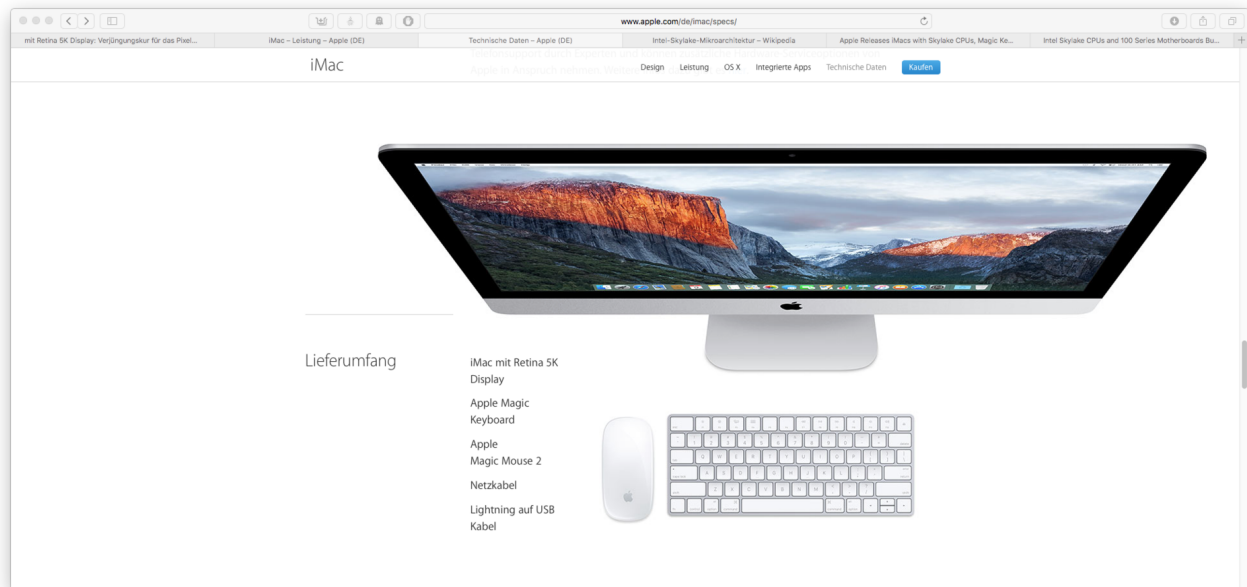 www.apple.com/de/imac/specs/
mit Retina 5K Display: Verjüngungskur für das Pixel...
iMac – Leistung – Apple (DE)
Technische Daten – Apple (DE)
Intel-Skylake-Mikroarchitektur – Wikipedia
Apple Releases iMacs with Skylake CPUs, Magic Ke...
Intel Skylake CPUs and 100 Series Motherboards Bu...
iMac
Design
Leistung
OS X
Integrierte Apps
Technische Daten
Kaufen
Lieferumfang
iMac mit Retina 5K
Display
Apple Magic
Keyboard
Apple
Magic Mouse 2
Netzkabel
Lightning auf USB
Kabel